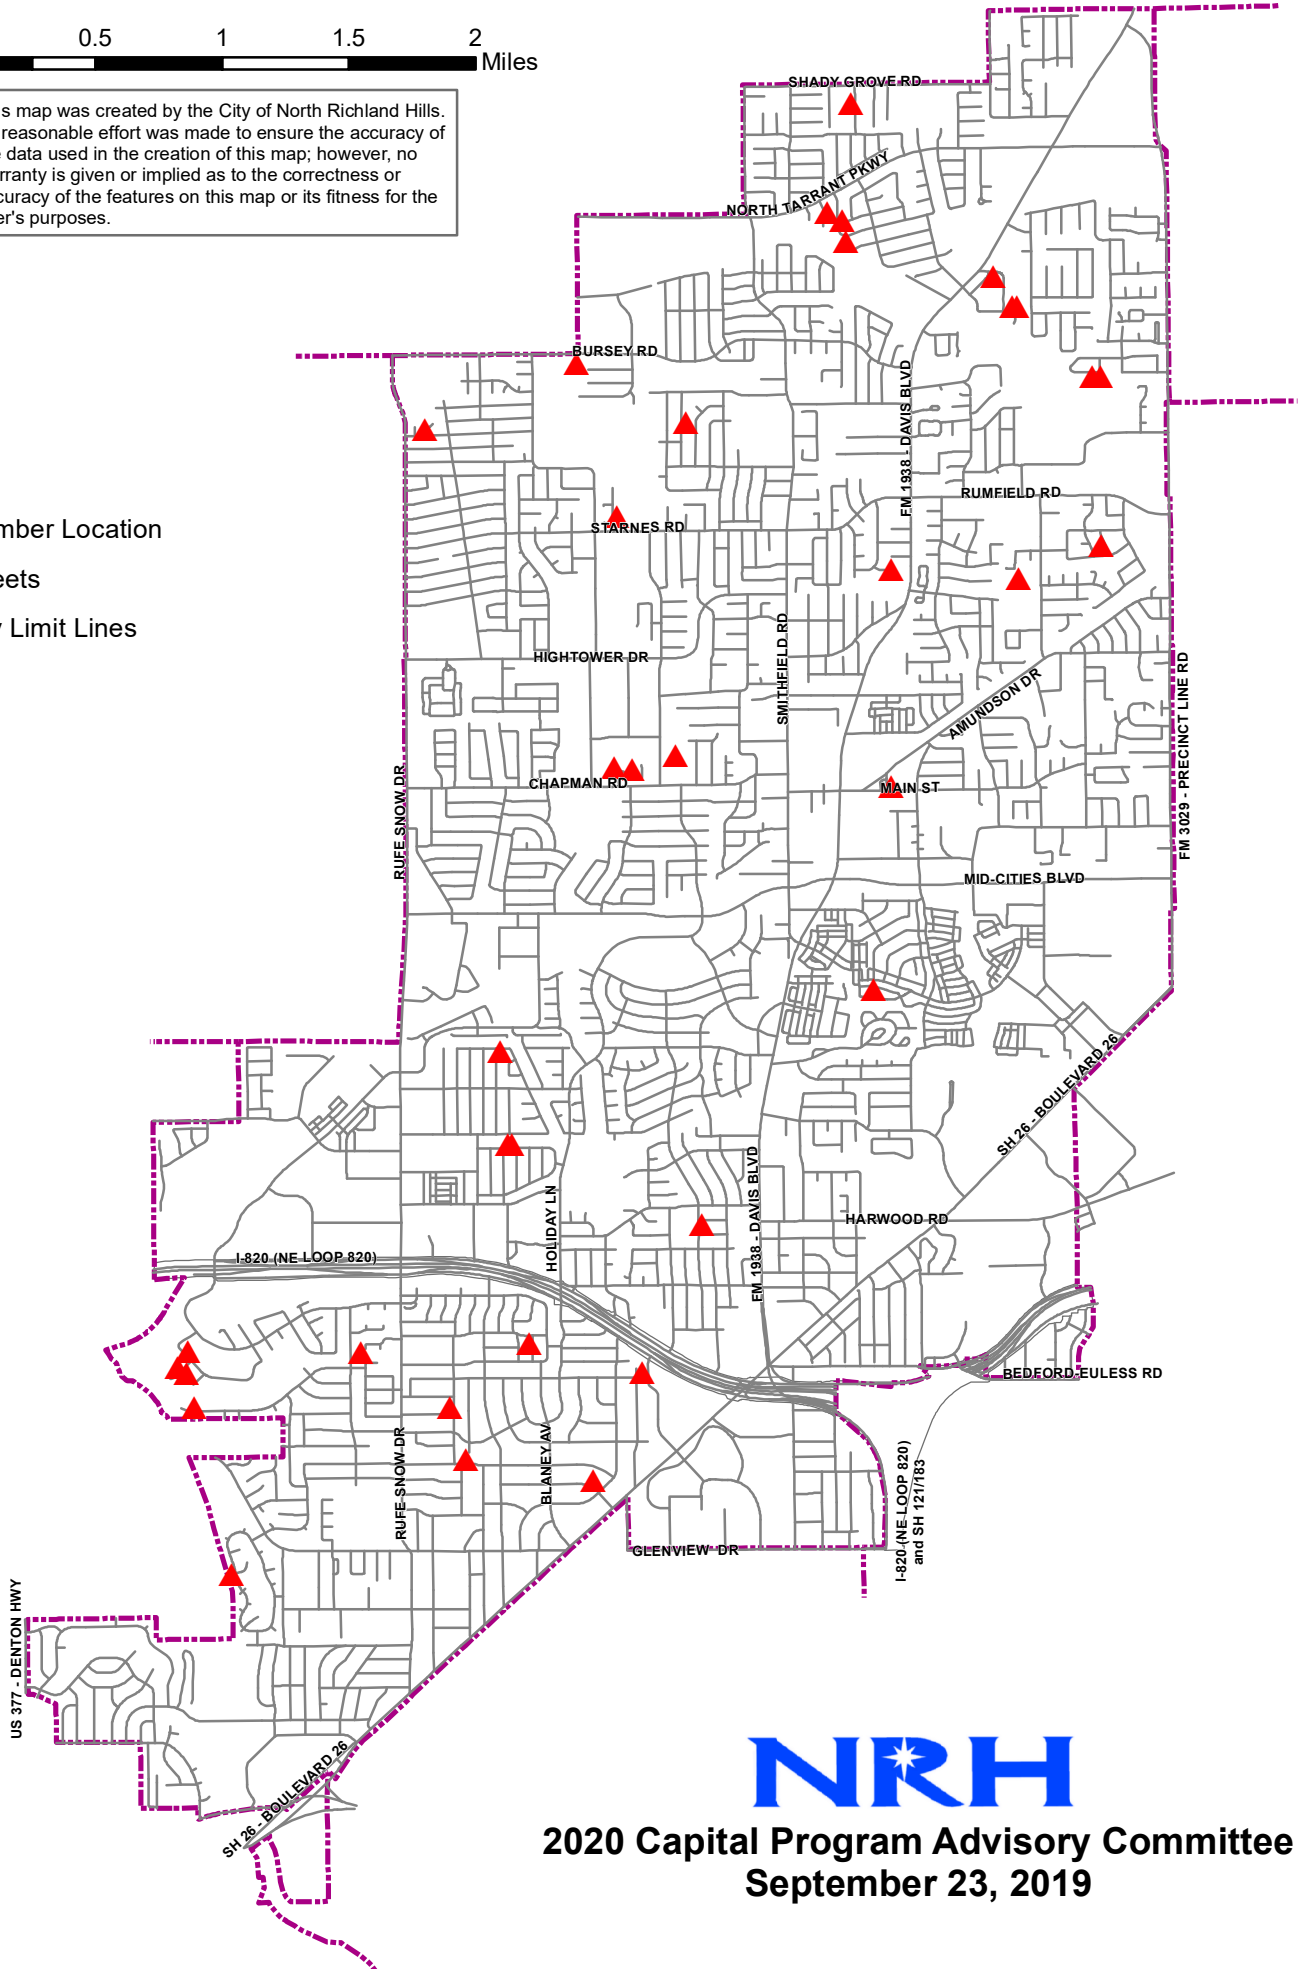 0.5 1 1.5 2
Miles
s map was created by the City of North Richland Hills.
reasonable effort was made to ensure the accuracy of
e data used in the creation of this map; however, no
rranty is given or implied as to the correctness or
curacy of the features on this map or its fitness for the
er's purposes.
SHADY GROVE RD
NORTH TARRANT PKWY
BURSEY RD
FM 1938 - DAVIS BLVD
RUMFIELD RD
mber Location
STARNES RD
eets
y Limit Lines
HIGHTOWER DR
SMITHFIELD RD
AMUNDSON DR
FM 3029 - PRECINCT LINE RD
RUFE SNOW DR
CHAPMAN RD
MAIN ST
MID-CITIES BLVD
SH 26 - BOULEVARD 26
HOLIDAY LN
FM 1938 - DAVIS BLVD
HARWOOD RD
I-820 (NE LOOP 820)
BEDFORD-EULESS RD
RUFE SNOW DR
BLANEY AV
I-820 (NE LOOP 820)
and SH 121/183
GLENVIEW DR
US 377 - DENTON HWY
SH 26 - BOULEVARD 26
NRH
2020 Capital Program Advisory Committee
September 23, 2019